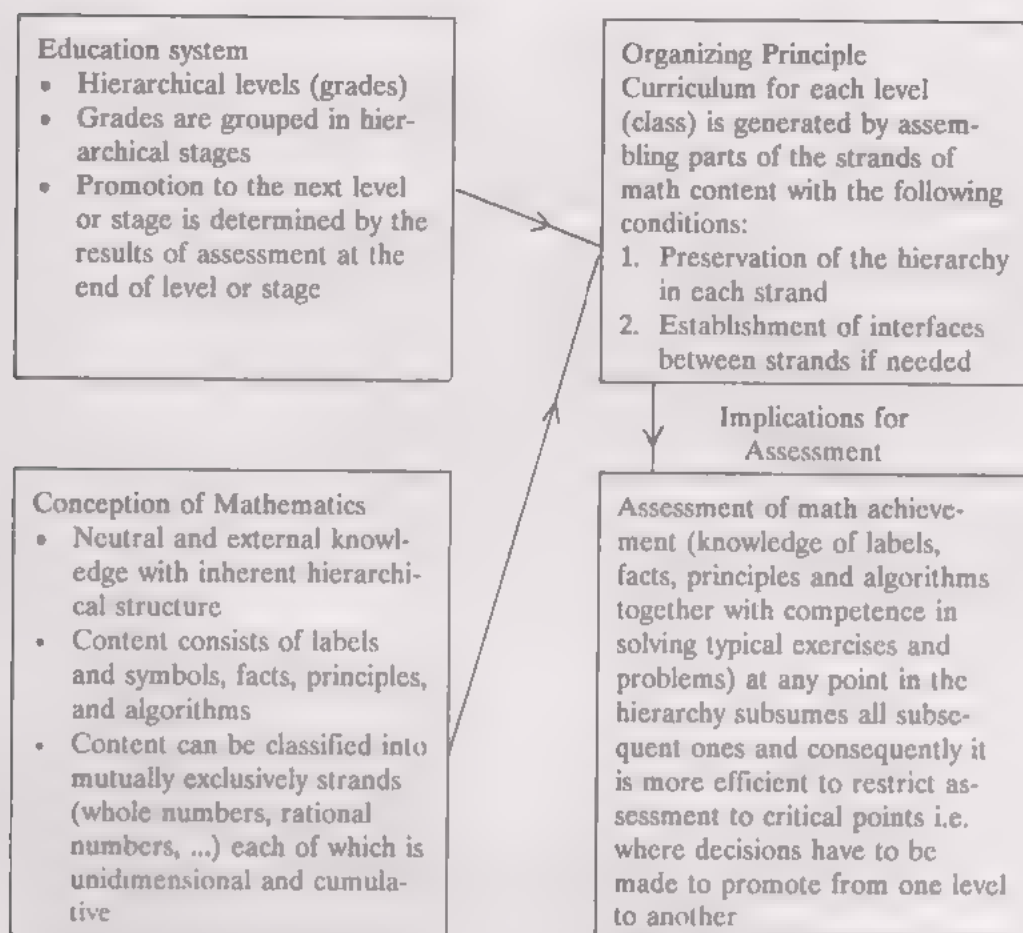 Education system
• Hierarchical levels (grades)
• Grades are grouped in hier-
archical stages
• Promotion to the next level
or stage is determined by the
results of assessment at the
end of level or stage
Organizing Principle
Curriculum for each level
(class) is generated by assem-
bling parts of the strands of
math content with the following
conditions:
1. Preservation of the hierarchy
in each strand
2. Establishment of interfaces
between strands if needed
Implications for
Assessment
Conception of Mathematics
• Neutral and external knowl-
edge with inherent hierarchi-
cal structure
• Content consists of labels
and symbols, facts, principles,
and algorithms
• Content can be classified into
mutually exclusively strands
(whole numbers, rational
numbers, ...) each of which is
unidimensional and cumula-
tive
Assessment of math achieve-
ment (knowledge of labels,
facts, principles and algorithms
together with competence in
solving typical exercises and
problems) at any point in the
hierarchy subsumes all subse-
quent ones and consequently it
is more efficient to restrict as-
sessment to critical points i.e.
where decisions have to be
made to promote from one level
to another